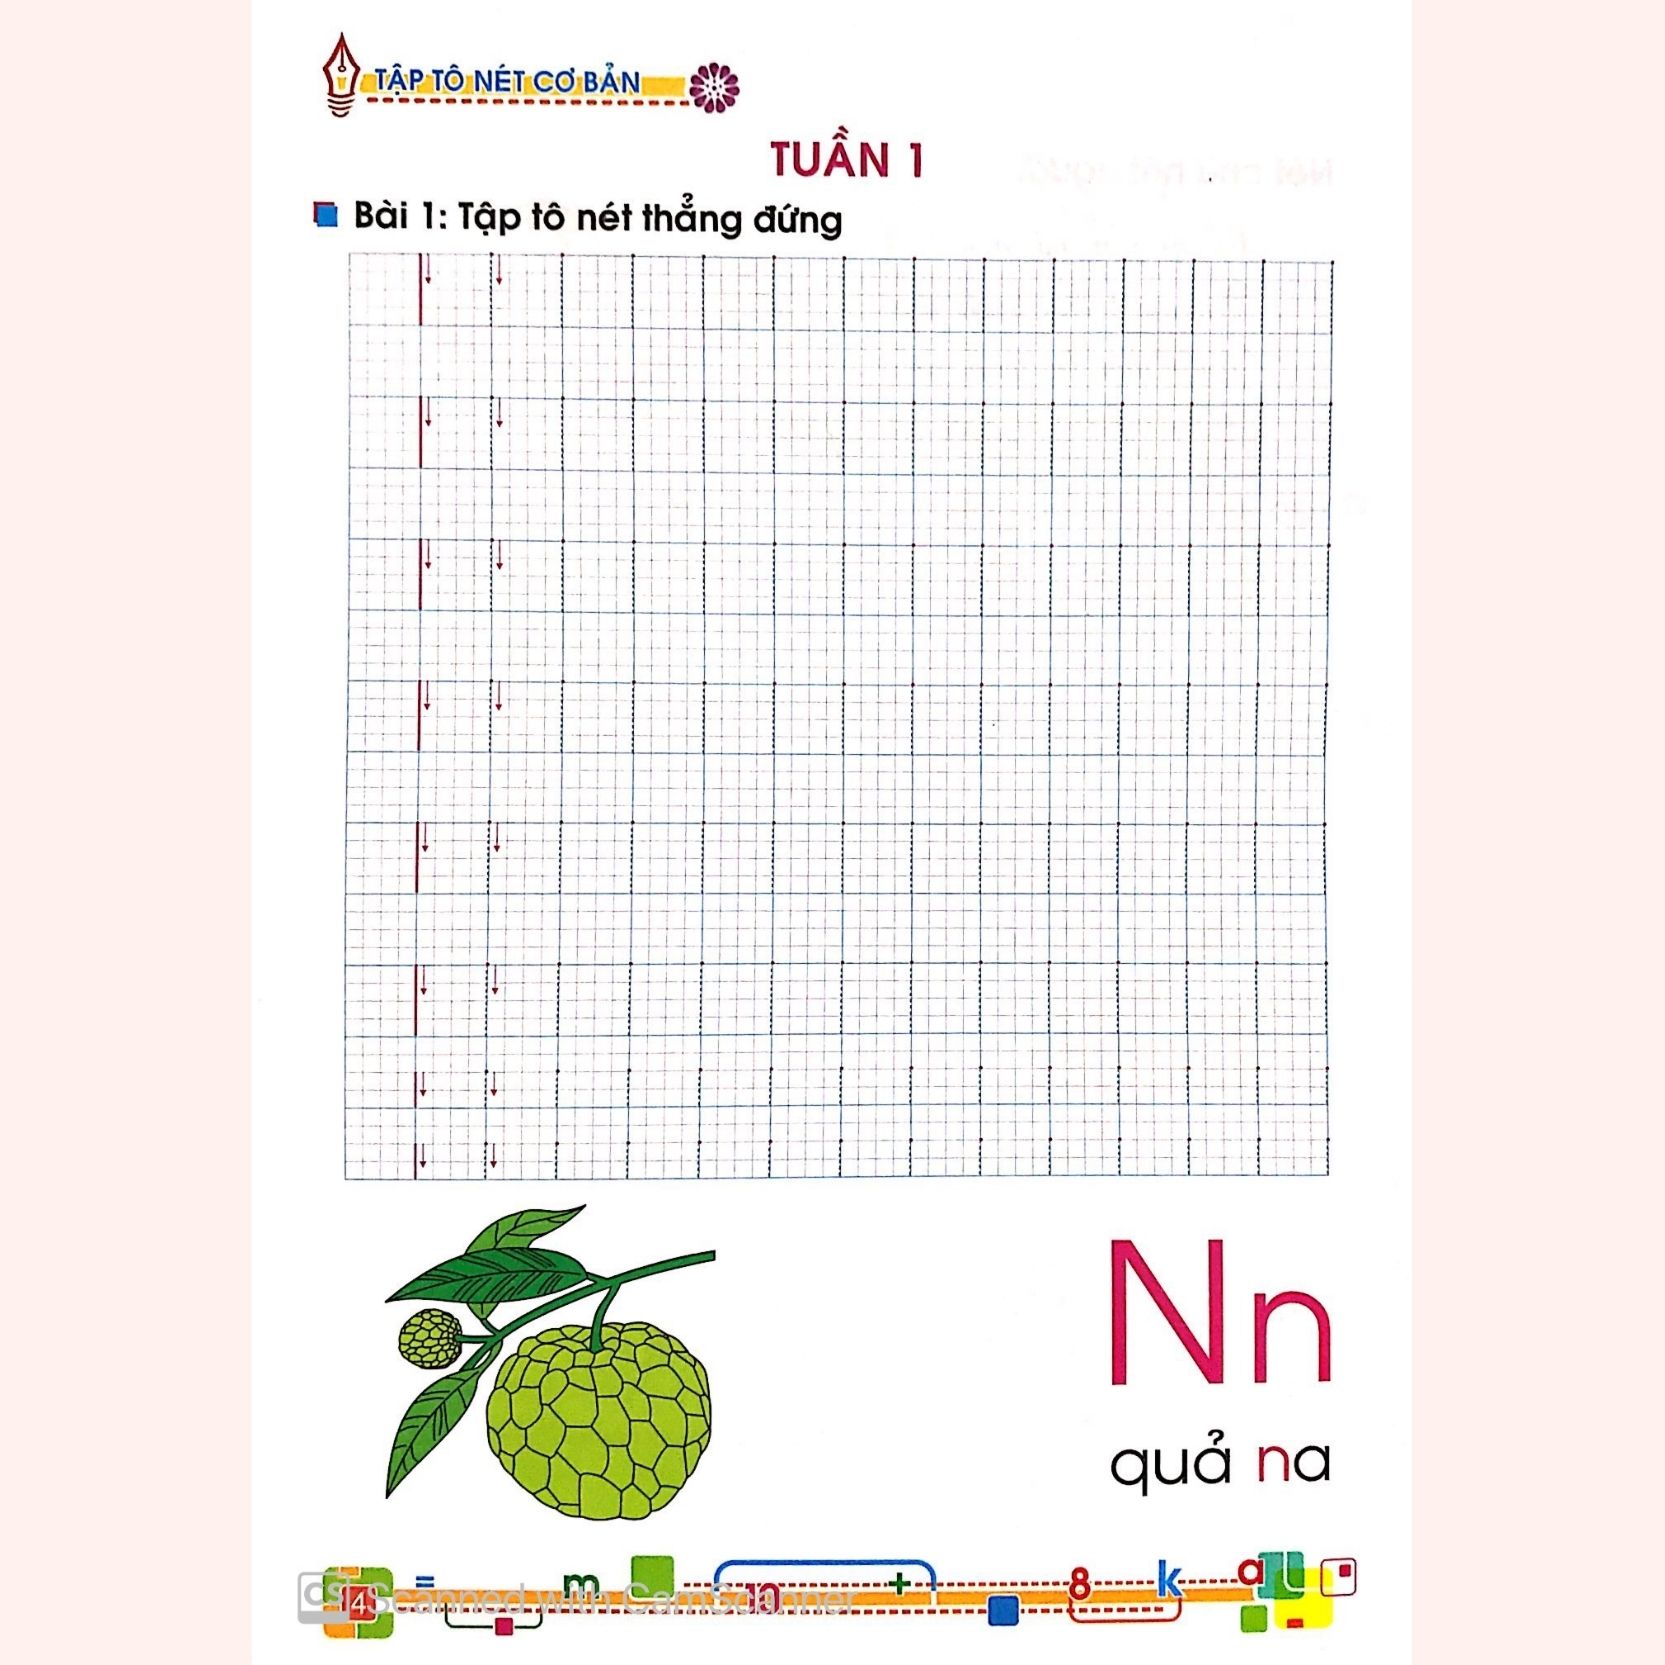 TẬP TÔ NÉT CƠ BẢN
TUẦN 1
Bài 1: Tập tô nét thẳng đứng
Nn
quả na
= m n + 8 k a
4
CS Scanned with CamScanner